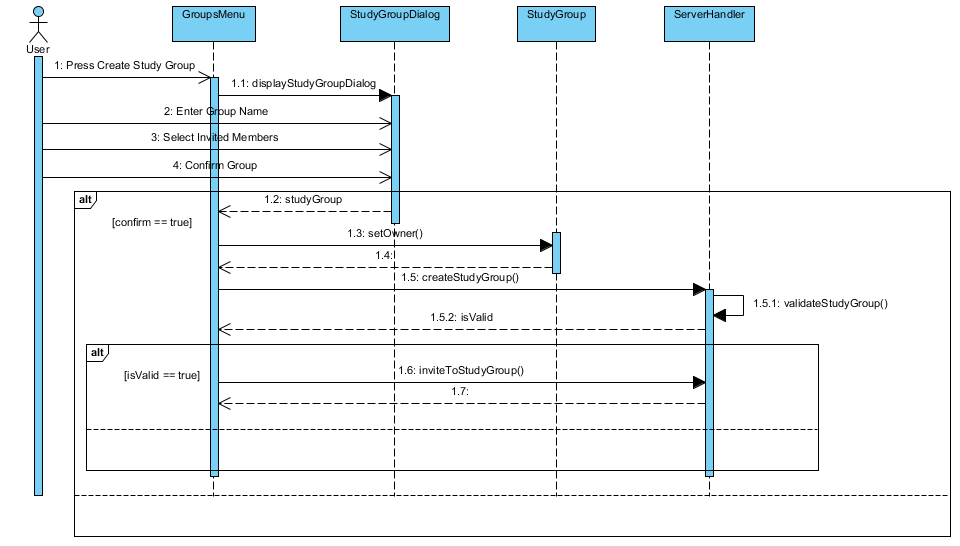 GroupsMenu
StudyGroupDialog
StudyGroup
ServerHandler
User
1: Press Create Study Group
1.1: displayStudyGroupDialog
2: Enter Group Name
3: Select Invited Members
4: Confirm Group
alt
1.2: studyGroup
[confirm == true]
1.3: setOwner()
1.4:
1.5: createStudyGroup()
1.5.1: validateStudyGroup()
1.5.2: isValid
alt
[isValid == true]
1.6: inviteToStudyGroup()
1.7: